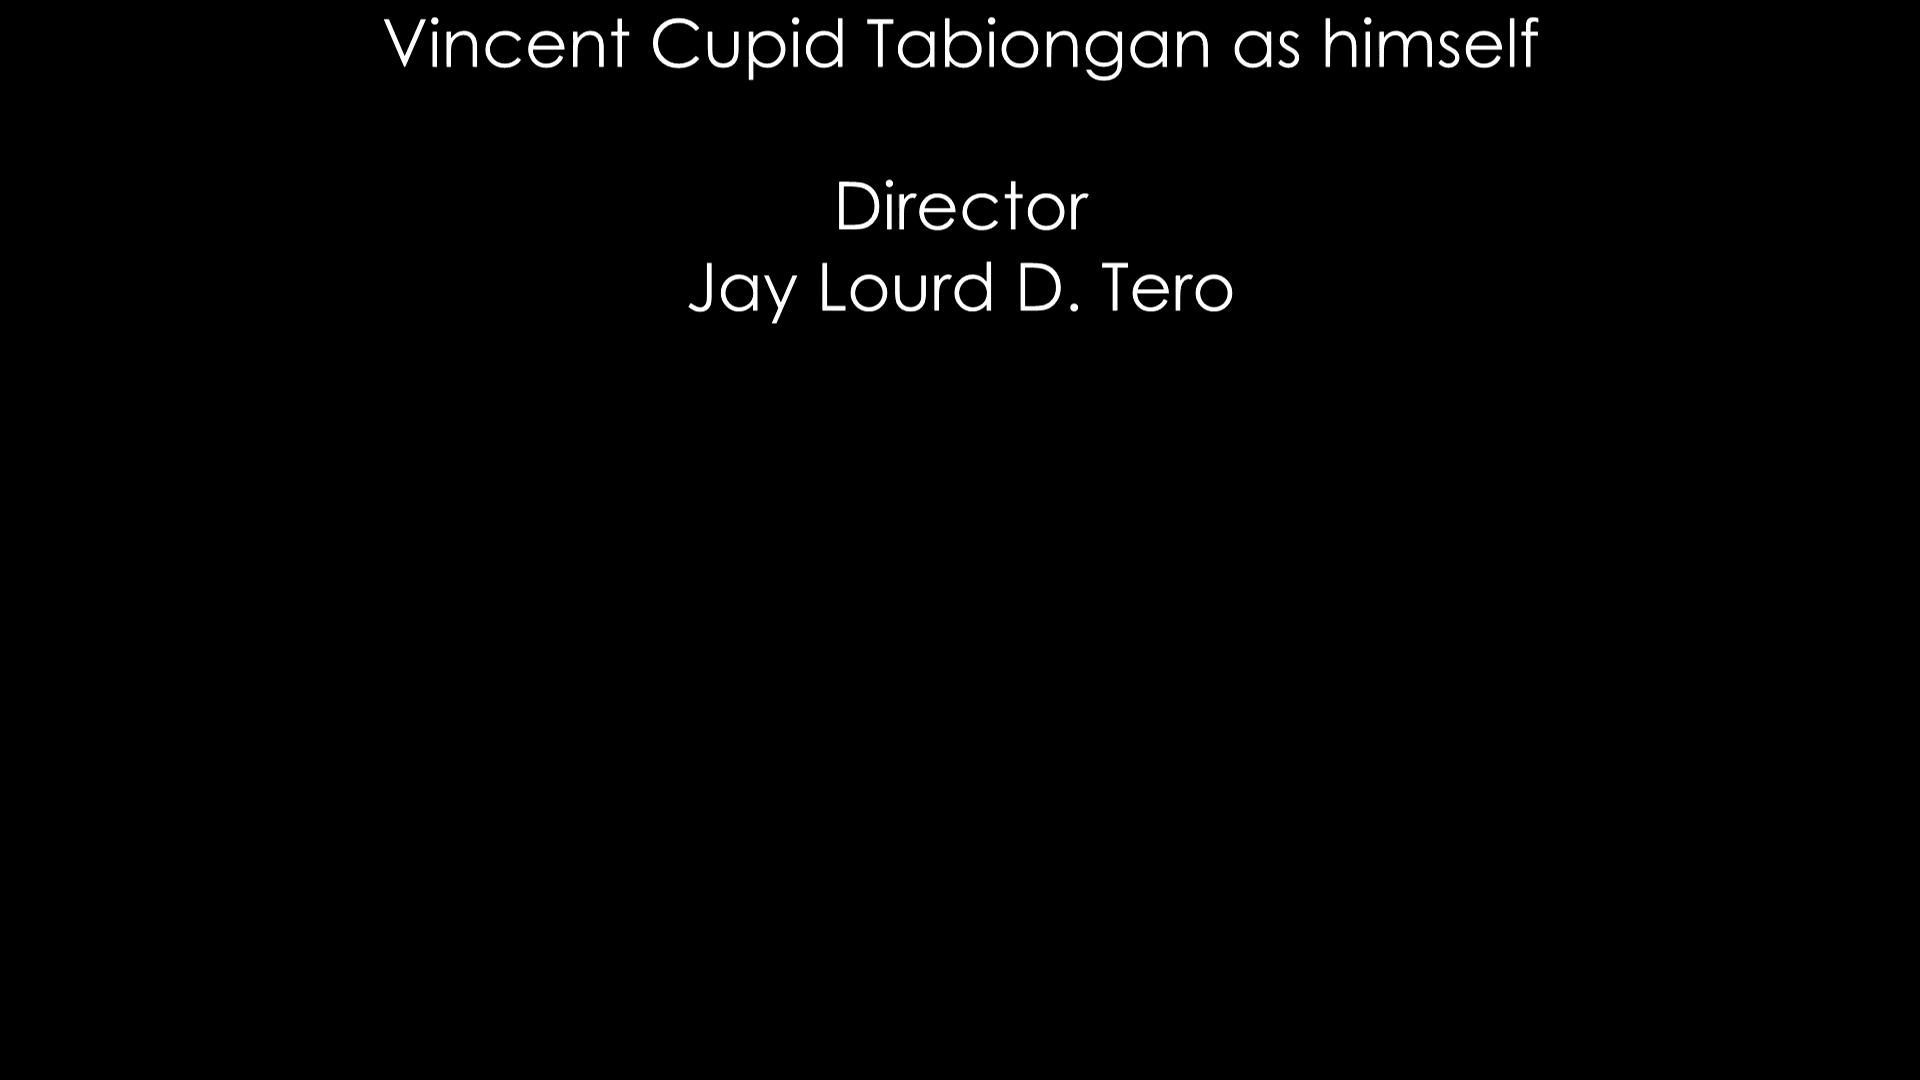 Vincent Cupid Tabiongan as himself
Director
Jay Lourd D. Tero